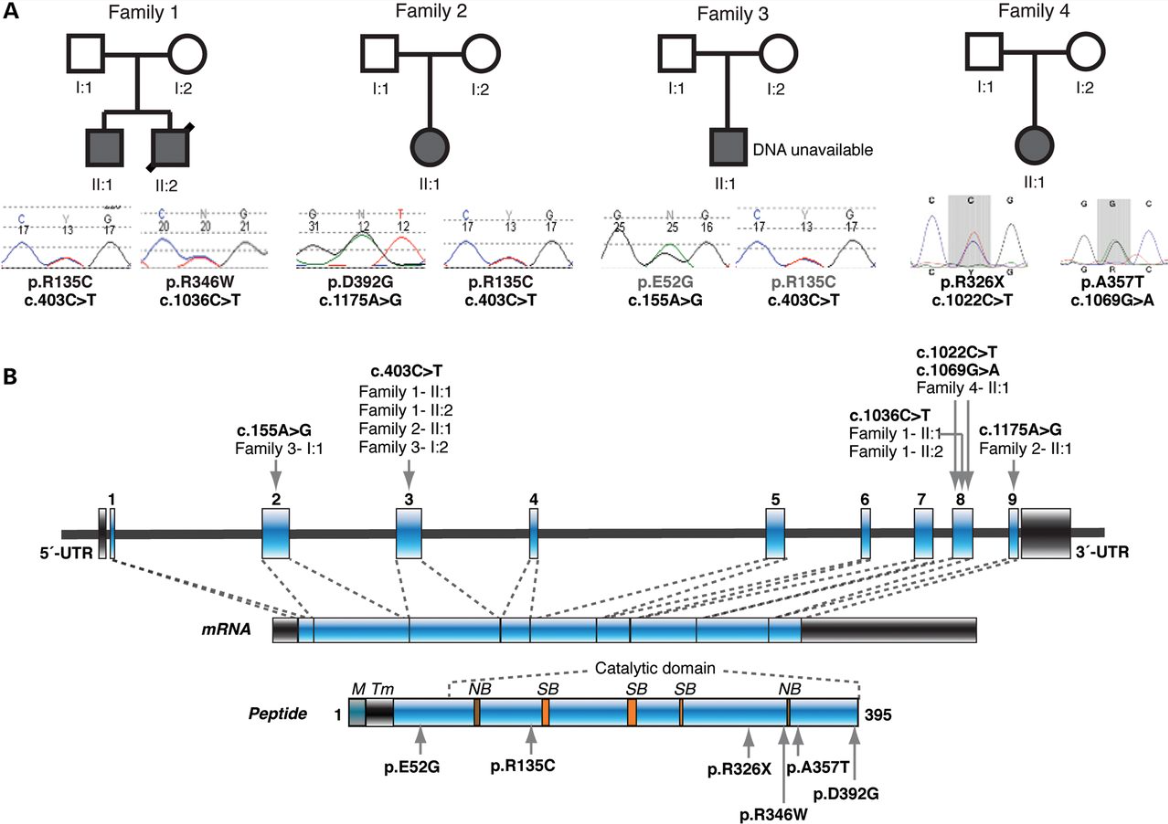 A
Family 1
Family 2
Family 3
Family 4
I:1
I:2
I:1
I:2
I:1
I:2
I:1
I:2
DNA unavailable
II:1
II:2
II:1
II:1
II:1
C Y G
17 13 17
C N G
20 20 21
G N T
31 12 12
C Y G
17 13 17
G N G
25 25 16
C Y G
17 13 17
C C G
C Y G
G G C
G R C
p.R135C
c.403C>T
p.R346W
c.1036C>T
p.D392G
c.1175A>G
p.R135C
c.403C>T
p.E52G
c.155A>G
p.R135C
c.403C>T
p.R326X
c.1022C>T
p.A357T
c.1069G>A
B
c.155A>G
Family 3- I:1
c.403C>T
Family 1- II:1
Family 1- II:2
Family 2- II:1
Family 3- I:2
c.1022C>T
c.1069G>A
Family 4- II:1
c.1036C>T
Family 1- II:1
Family 1- II:2
c.1175A>G
Family 2- II:1
1 2 3 4 5 6 7 8 9
5´-UTR
3´-UTR
mRNA
Catalytic domain
M Tm NB SB SB SB NB
Peptide 1
395
p.E52G
p.R135C
p.R326X
p.A357T
p.D392G
p.R346W